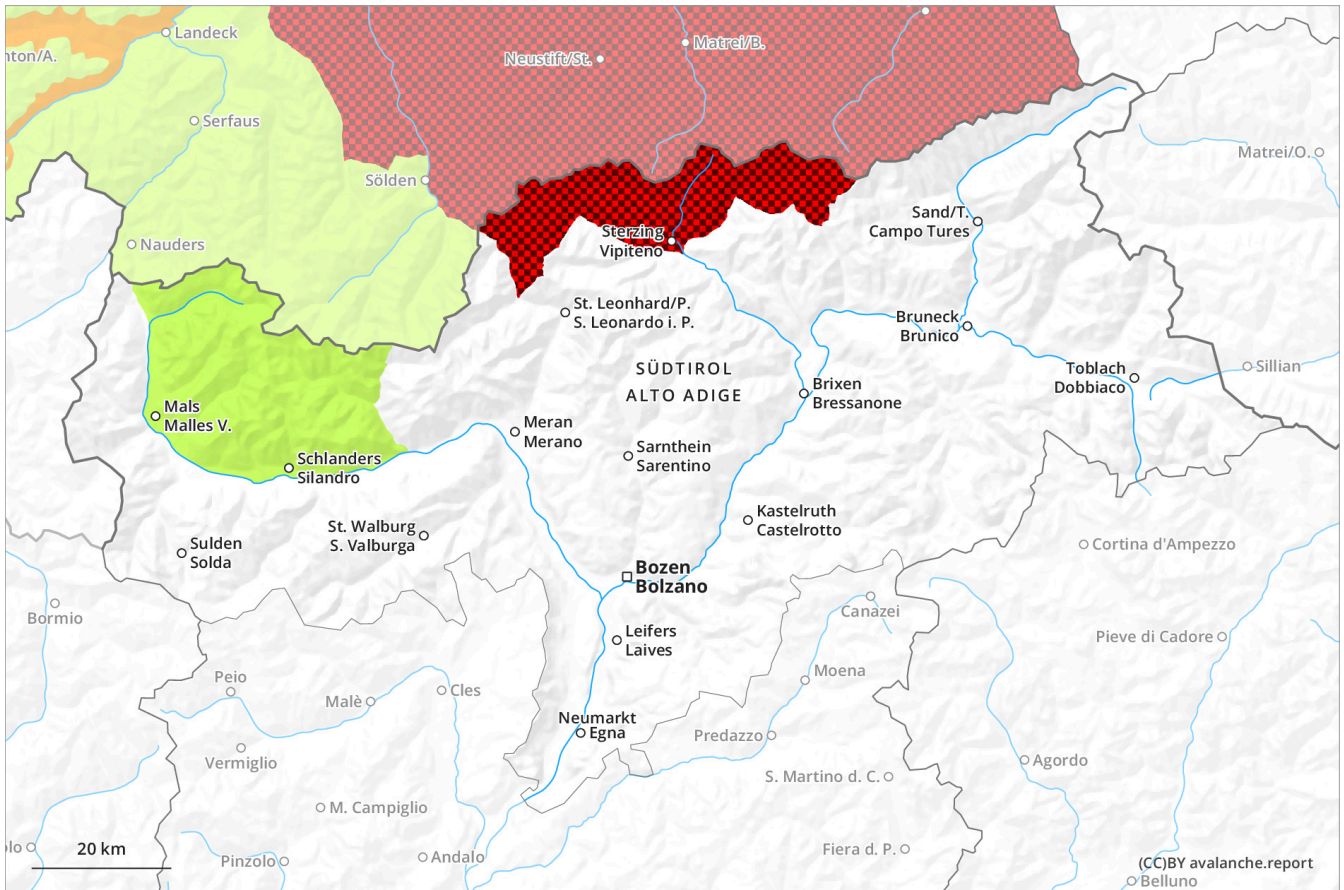 Landeck
nton/A.
Matrei/B.
Neustift/St.
Serfaus
Matrei/O.
Sölden
Sand/T.
Campo Tures
Sterzing
Vipiteno
Nauders
St. Leonhard/P.
S. Leonardo i. P.
Bruneck
Brunico
SÜDTIROL
ALTO ADIGE
Toblach
Dobbiaco
Sillian
Brixen
Bressanone
Mals
Malles V.
Meran
Merano
Sarnthein
Sarentino
Schlanders
Silandro
Kastelruth
Castelrotto
St. Walburg
S. Valburga
Sulden
Solda
Cortina d'Ampezzo
Bozen
Bolzano
Bormio
Canazei
Leifers
Laives
Pieve di Cadore
Peio
Moena
Malè
Cles
Neumarkt
Egna
Predazzo
Vermiglio
Agordo
S. Martino d. C.
M. Campiglio
20 km
lo
Pinzolo
Andalo
Fiera d. P.
(CC)BY avalanche.report
Belluno